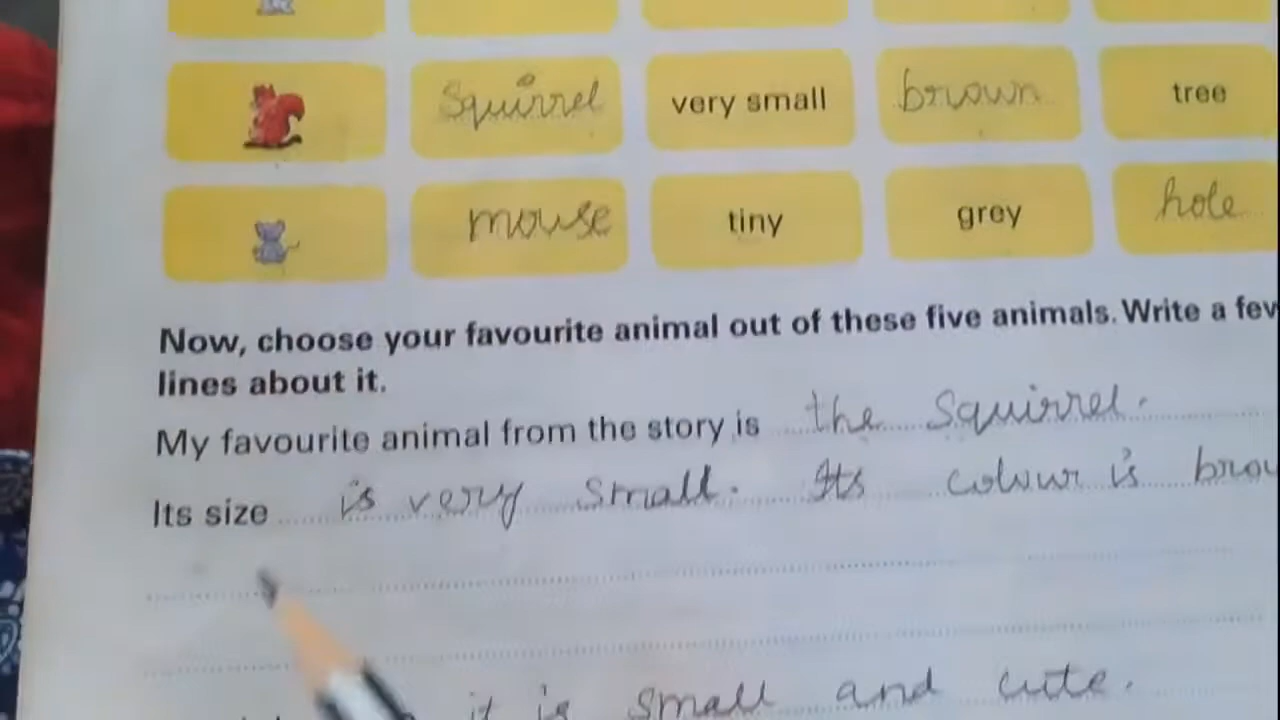 Squirrel very small brown tree
mouse tiny grey hole
Now, choose your favourite animal out of these five animals. Write a few
lines about it.
My favourite animal from the story is the Squirrel.
Its size is very small. Its colour is brow
it is small and cute.